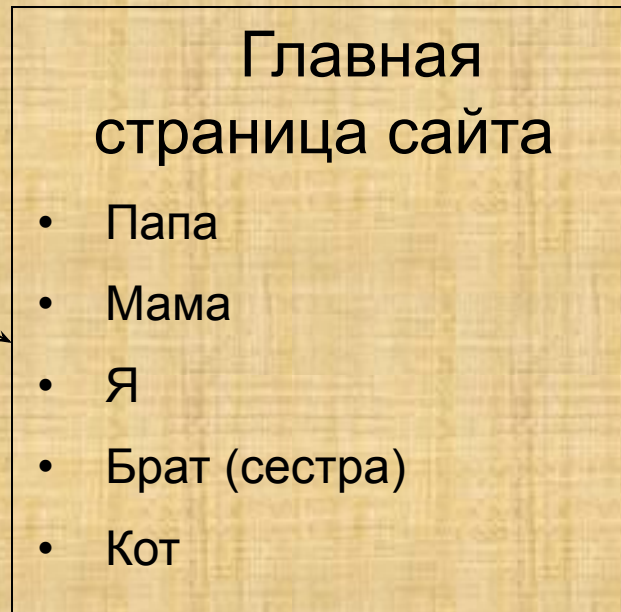 Главная
страница сайта
• Папа
• Мама
• Я
• Брат (сестра)
• Кот